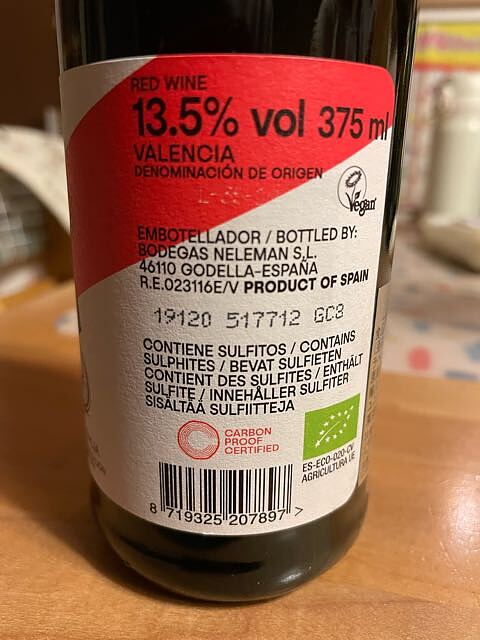 RED WINE
13.5% vol 375 ml
VALENCIA
DENOMINACIÓN DE ORIGEN
Vegan
EMBOTELLADOR / BOTTLED BY:
BODEGAS NELEMAN S,L.
46110 GODELLA-ESPAÑA
R.E.023116E/V PRODUCT OF SPAIN
19120 517712 GC8
CONTIENE SULFITOS / CONTAINS
SULPHITES / BEVAT SULFIETEN
CONTIENT DES SULFITES / ENTHÄLT
SULFITE / INNEHÅLLER SULFITER
SISÄLTÄÄ SULFIITTEJA
CARBON
PROOF
CERTIFIED
ES-ECO-020-CV
AGRICULTURA UE
8 719325 207897 >